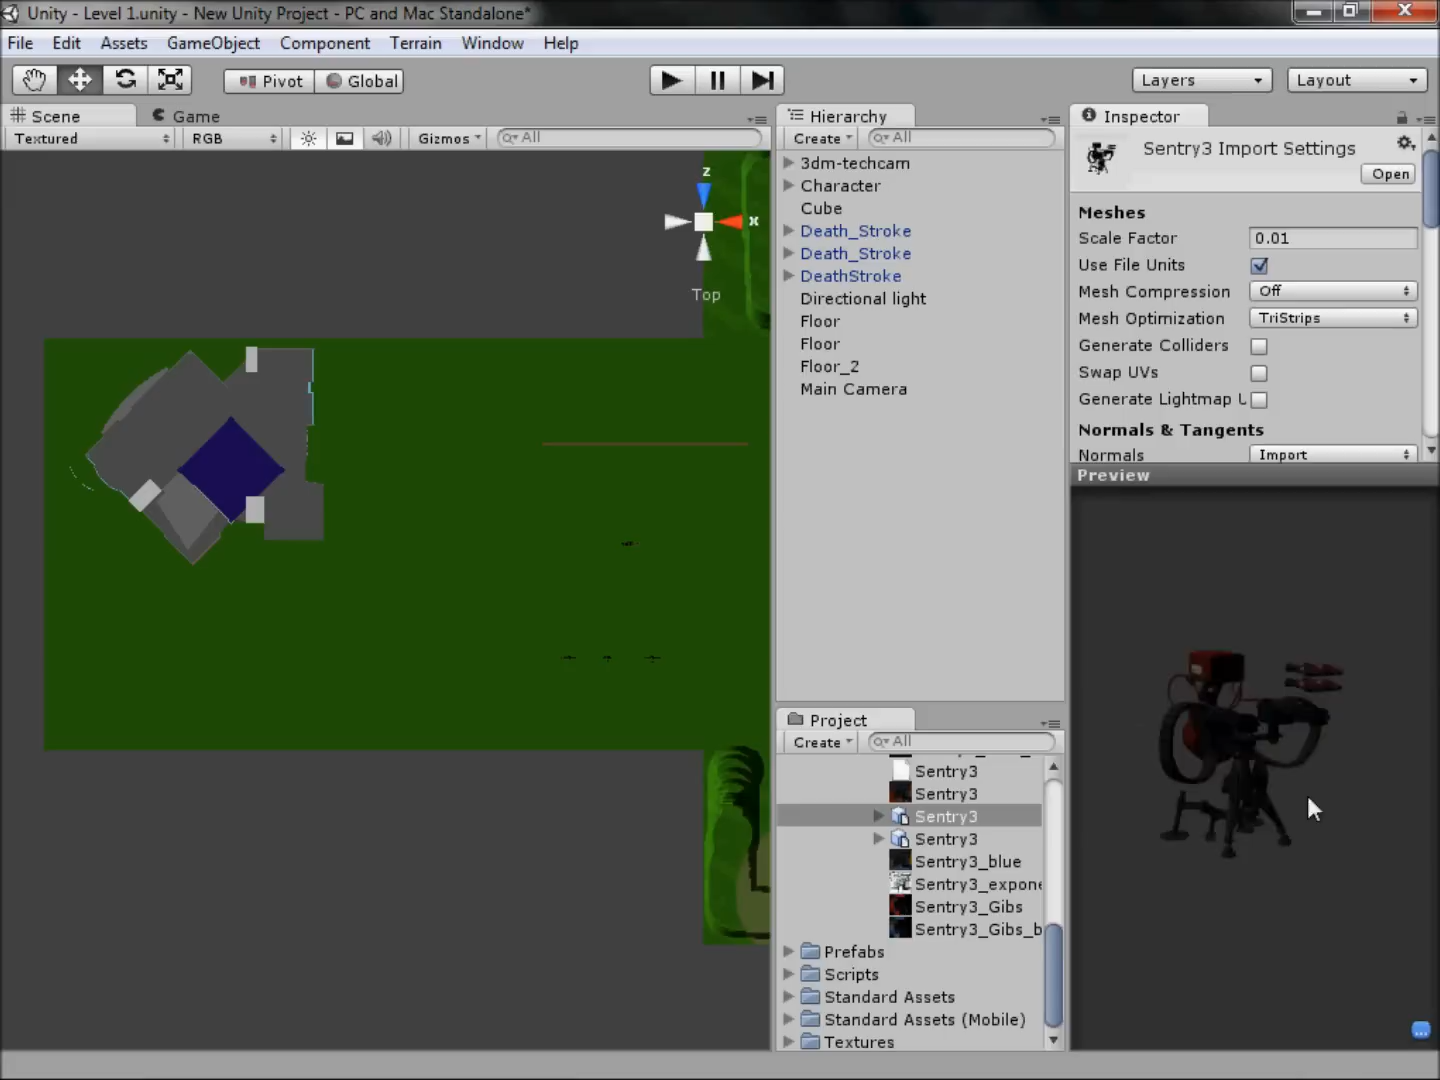 Unity - Level 1.unity - New Unity Project - PC and Mac Standalone*
File Edit Assets GameObject Component Terrain Window Help
Pivot Global Layers Layout
Scene Game
Textured RGB Gizmos All
z
x
Top
Hierarchy
Create All
3dm-techcam
Character
Cube
Death_Stroke
Death_Stroke
DeathStroke
Directional light
Floor
Floor
Floor_2
Main Camera
Project
Create All
Sentry3
Sentry3
Sentry3
Sentry3
Sentry3_blue
Sentry3_expone
Sentry3_Gibs
Sentry3_Gibs_b
Prefabs
Scripts
Standard Assets
Standard Assets (Mobile)
Textures
Inspector
Sentry3 Import Settings
Open
Meshes
Scale Factor 0.01
Use File Units
Mesh Compression Off
Mesh Optimization TriStrips
Generate Colliders
Swap UVs
Generate Lightmap U
Normals & Tangents
Normals Import
Preview